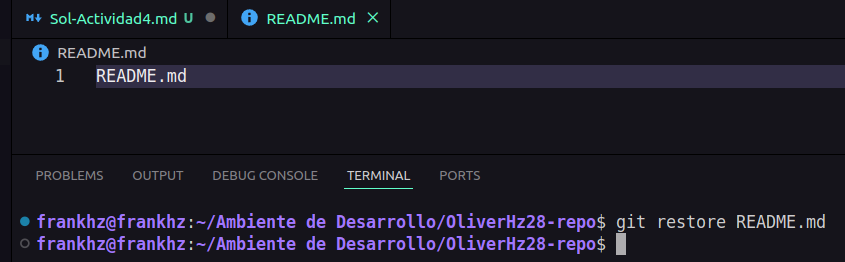 Sol-Actividad4.md U README.md
README.md
1 README.md
PROBLEMS OUTPUT DEBUG CONSOLE TERMINAL PORTS
frankhz@frankhz:~/Ambiente de Desarrollo/OliverHz28-repo$ git restore README.md
frankhz@frankhz:~/Ambiente de Desarrollo/OliverHz28-repo$